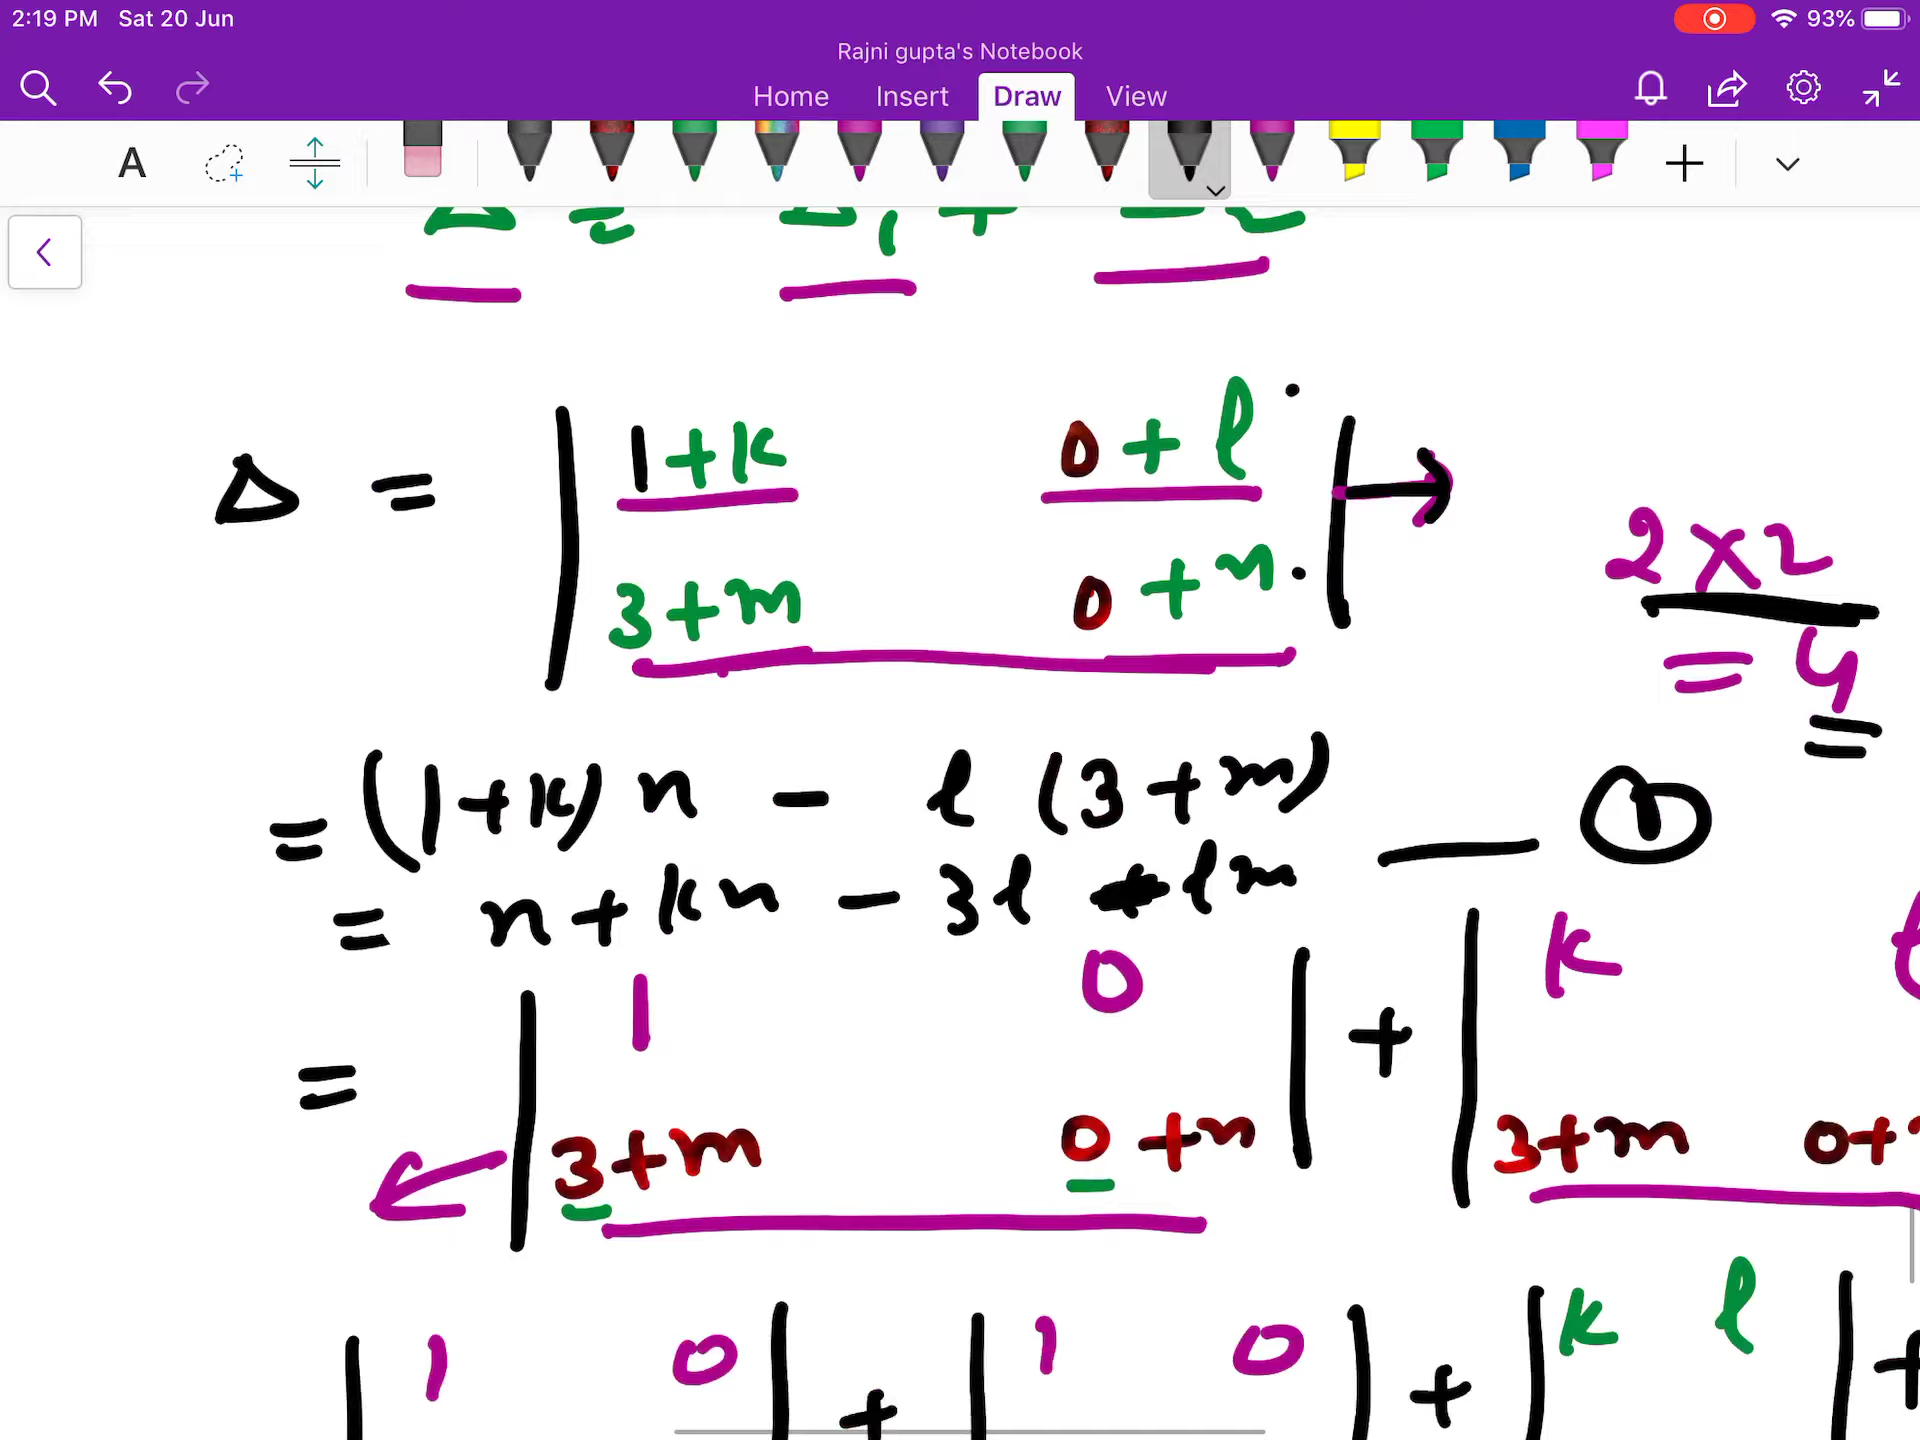 2:19 PM Sat 20 Jun 93%
Rajni gupta's Notebook
Home Insert Draw View
A
Δ = | 1+k 0+l |
| 3+m 0+n |
2×2
= 4
= (1+k) n - l (3+m) — ①
= n+kn - 3l - lm
= | 1 0 | + | k
| 3+m 0+n | | 3+m 0+
| 1 0 | + | 1 0 | + | k l | +